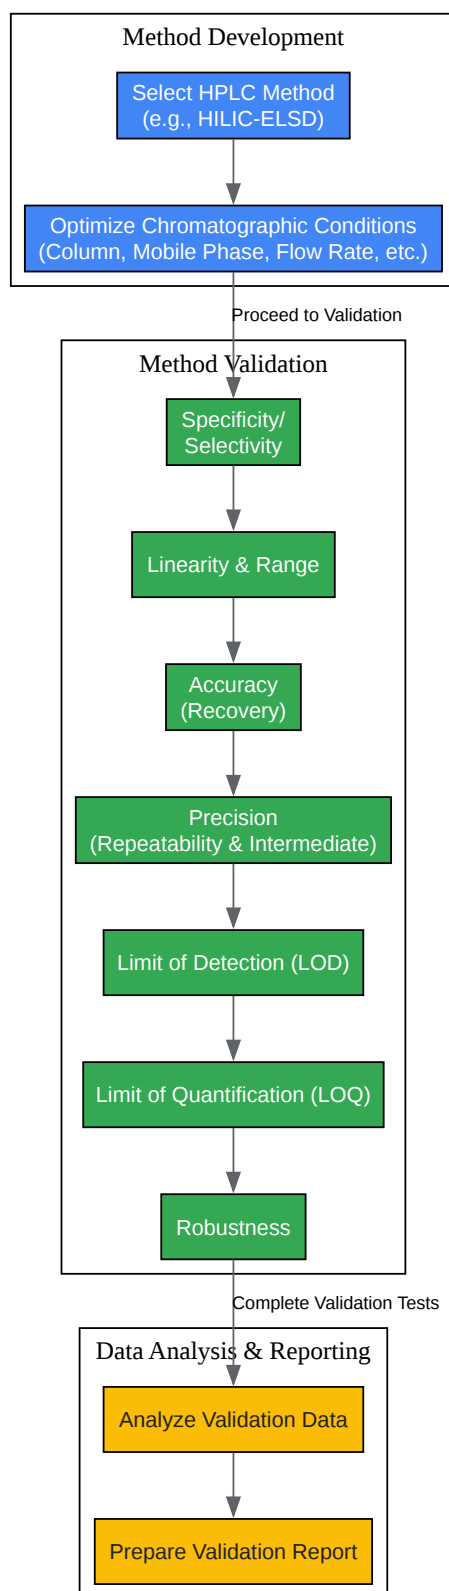 Method Development
Select HPLC Method
(e.g., HILIC-ELSD)
Optimize Chromatographic Conditions
(Column, Mobile Phase, Flow Rate, etc.)
Proceed to Validation
Method Validation
Specificity/
Selectivity
Linearity & Range
Accuracy
(Recovery)
Precision
(Repeatability & Intermediate)
Limit of Detection (LOD)
Limit of Quantification (LOQ)
Robustness
Complete Validation Tests
Data Analysis & Reporting
Analyze Validation Data
Prepare Validation Report